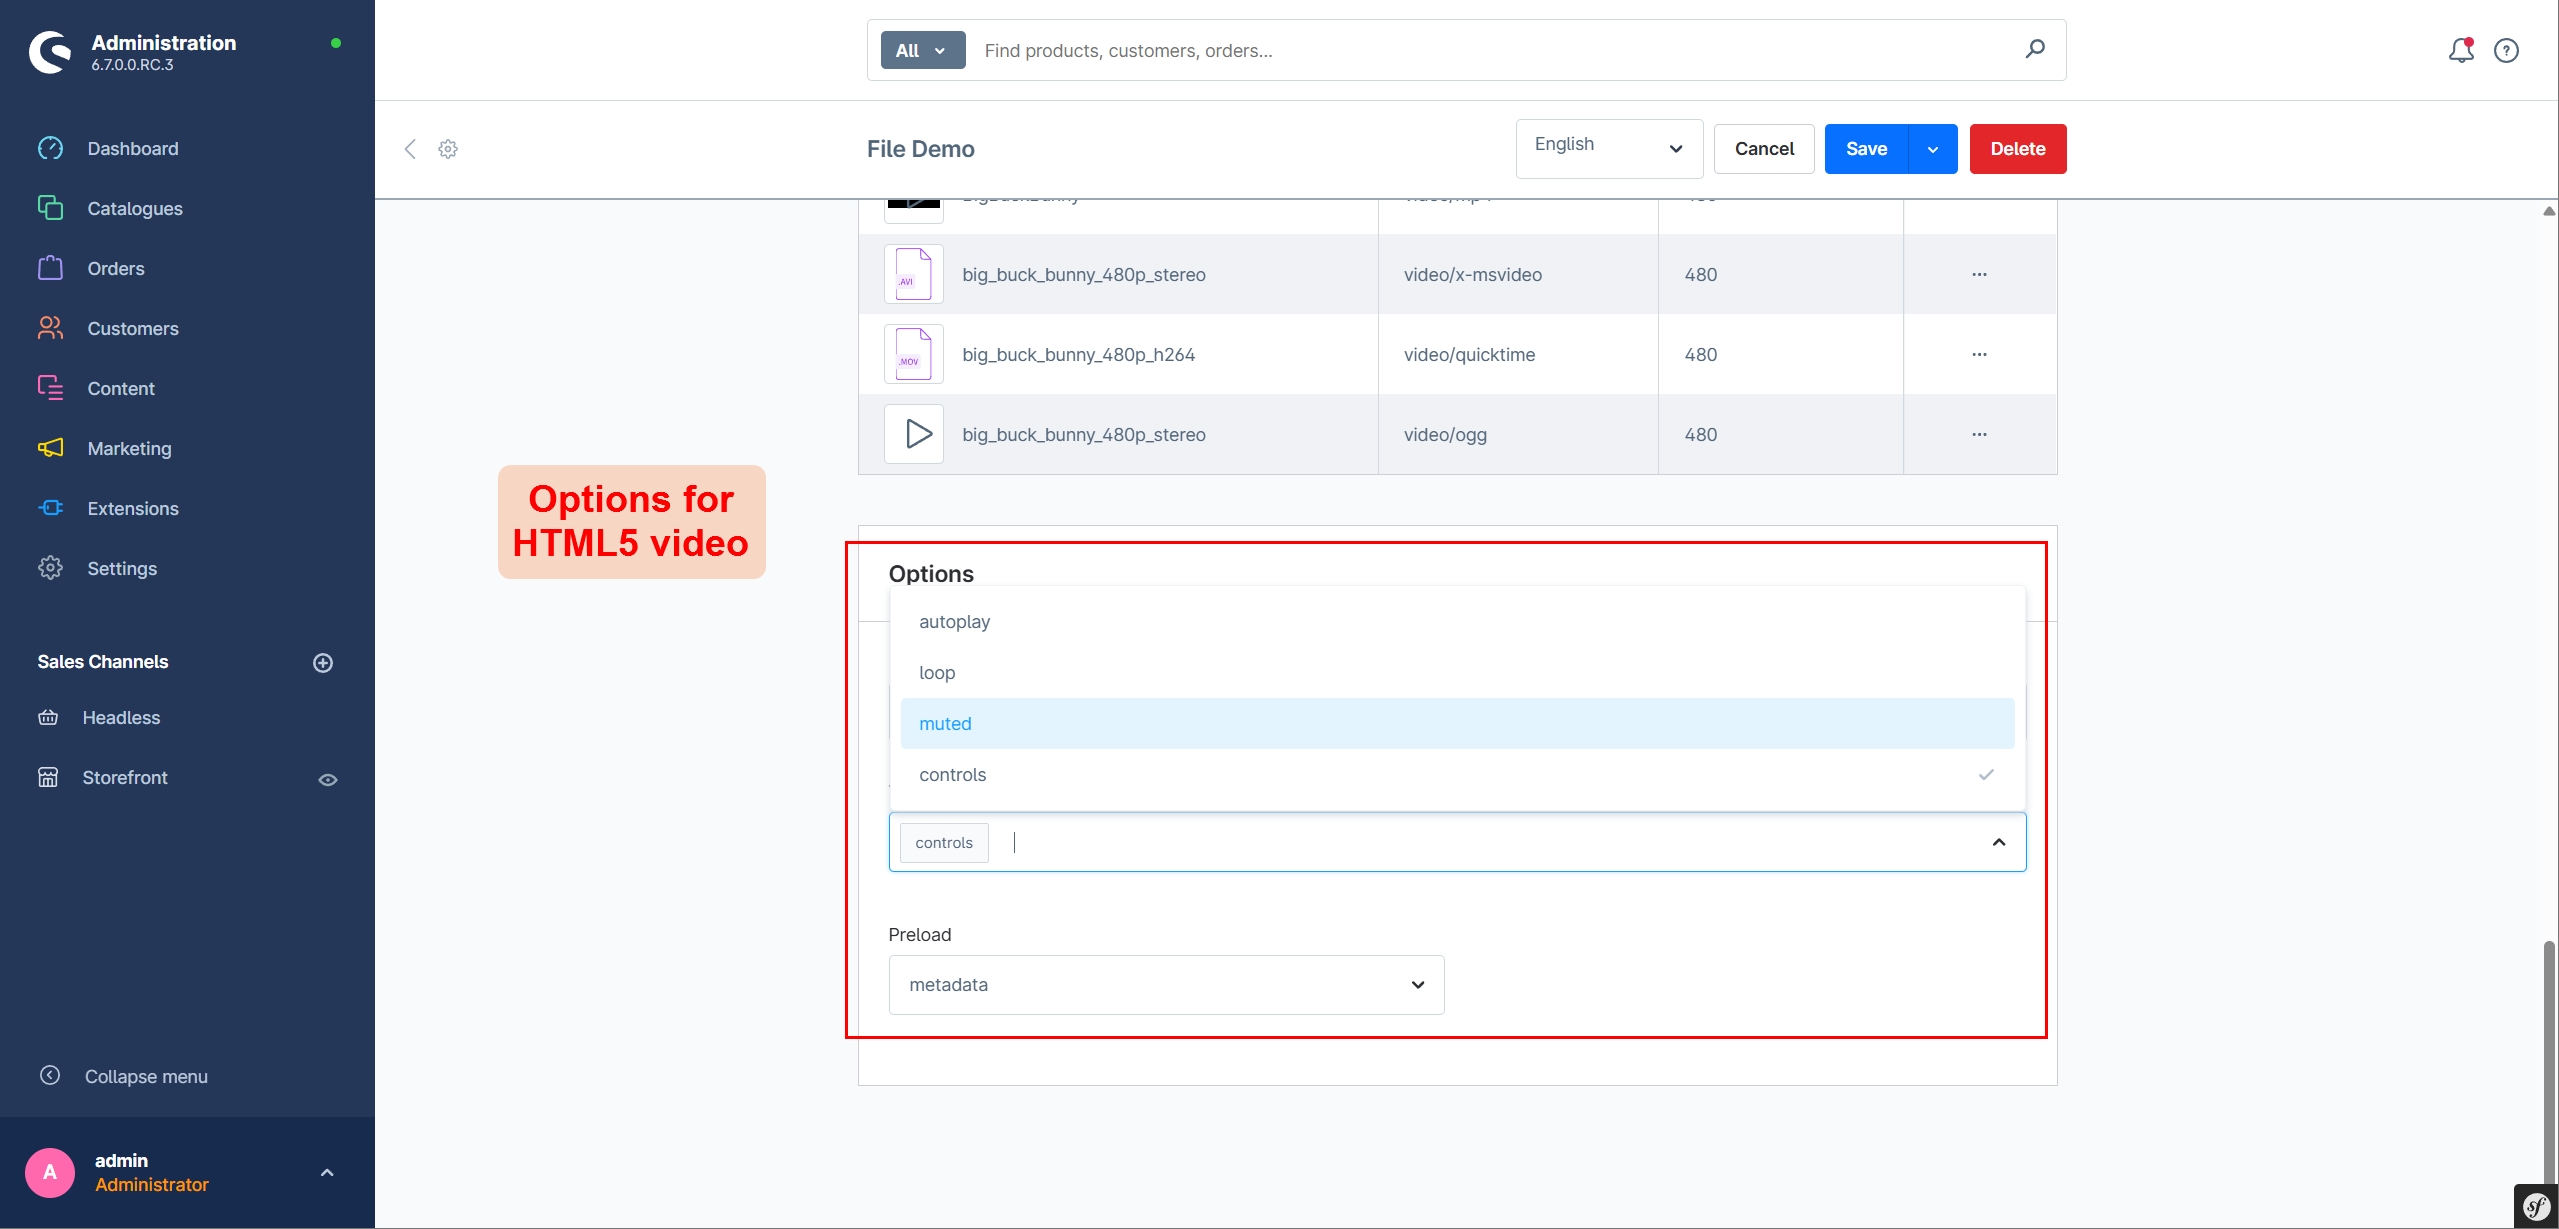 Administration
6.7.0.0.RC.3
All
Find products, customers, orders...
File Demo
English
Cancel
Save
Delete
Dashboard
Catalogues
Orders
Customers
Content
Marketing
Extensions
Settings
Sales Channels
Headless
Storefront
Collapse menu
A
admin
Administrator
.AVI
big_buck_bunny_480p_stereo
video/x-msvideo
480
.MOV
big_buck_bunny_480p_h264
video/quicktime
480
big_buck_bunny_480p_stereo
video/ogg
480
Options for
HTML5 video
Options
autoplay
loop
muted
controls
controls
Preload
metadata
sf